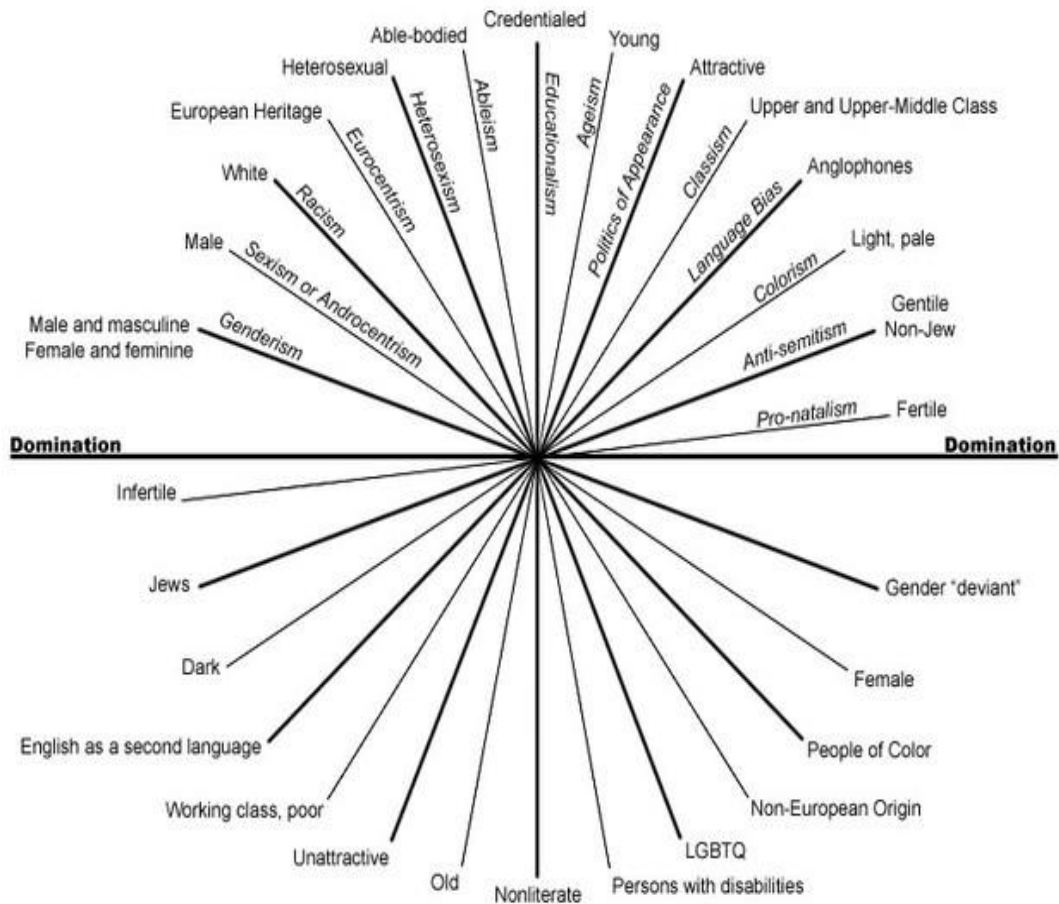 Credentialed
Able-bodied
Young
Heterosexual
Attractive
European Heritage
Upper and Upper-Middle Class
White
Anglophones
Male
Light, pale
Male and masculine
Female and feminine
Gentile
Non-Jew
Fertile
Genderism
Sexism or Androcentrism
Racism
Eurocentrism
Heterosexism
Ableism
Educationalism
Ageism
Politics of Appearance
Classism
Language Bias
Colorism
Anti-semitism
Pro-natalism
Domination
Domination
Infertile
Jews
Gender “deviant”
Dark
Female
English as a second language
People of Color
Working class, poor
Non-European Origin
Unattractive
LGBTQ
Old
Persons with disabilities
Nonliterate